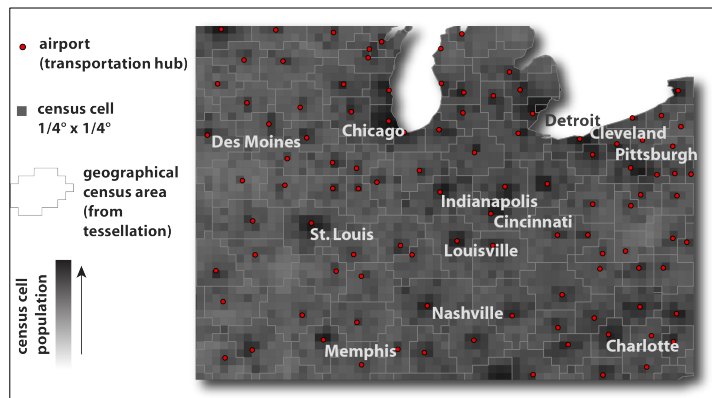 airport
(transportation hub)
census cell
1/4° x 1/4°
geographical
census area
(from
tessellation)
census cell
population
Detroit
Chicago
Cleveland
Des Moines
Pittsburgh
Indianapolis
Cincinnati
St. Louis
Louisville
Nashville
Memphis
Charlotte